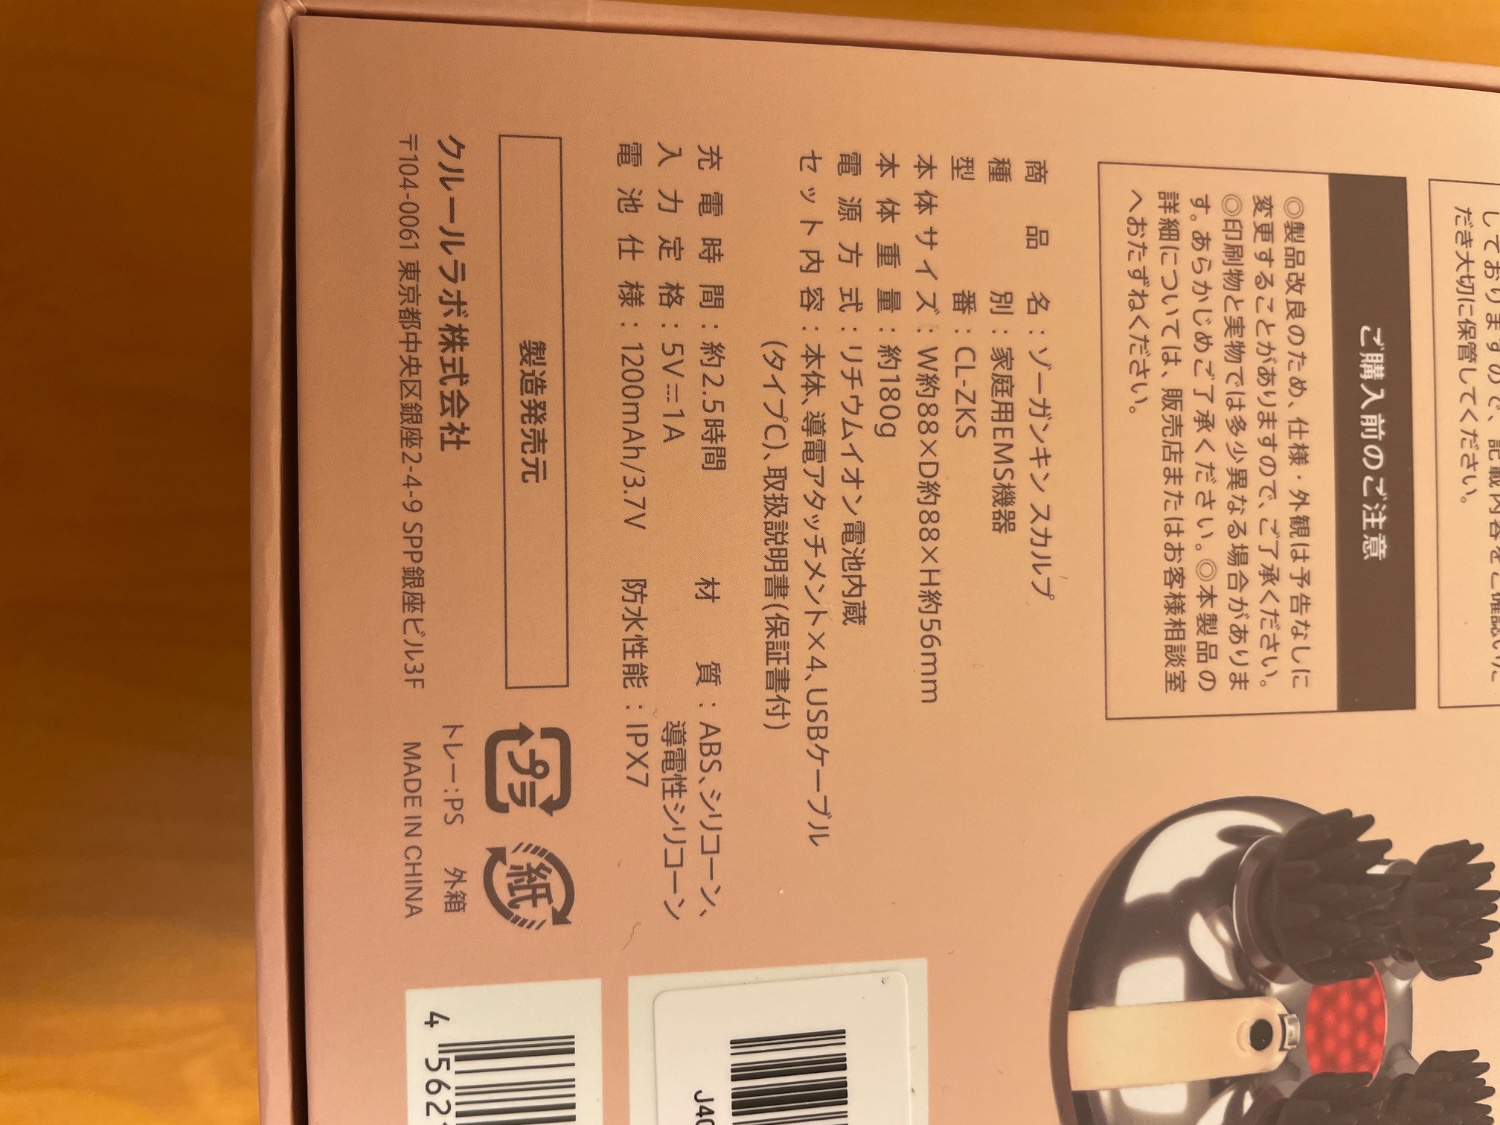 しておりますので、記載内容をご確認いた
だき大切に保管してください。
ご購入前のご注意
◎製品改良のため、仕様・外観は予告なしに
変更することがありますので、ご了承ください。
◎印刷物と実物では多少異なる場合がありま
す。あらかじめご了承ください。◎本製品の
詳細については、販売店またはお客様相談室
へおたずねください。
商品名：ゾーガンキン スカルプ
種別：家庭用EMS機器
型番：CL-ZKS
本体サイズ：W約88×D約88×H約56mm
本体重量：約180g
電源方式：リチウムイオン電池内蔵
セット内容：本体、導電アタッチメント×4、USBケーブル
(タイプC)、取扱説明書(保証書付)
充電時間：約2.5時間 材質：ABS、シリコーン、
入力定格：5V⎓1A 導電性シリコーン
電池仕様：1200mAh/3.7V 防水性能：IPX7
製造発売元
プラ 紙
クルールラボ株式会社 トレー：PS 外箱
〒104-0061 東京都中央区銀座2-4-9 SPP銀座ビル3F MADE IN CHINA
4 562
J40